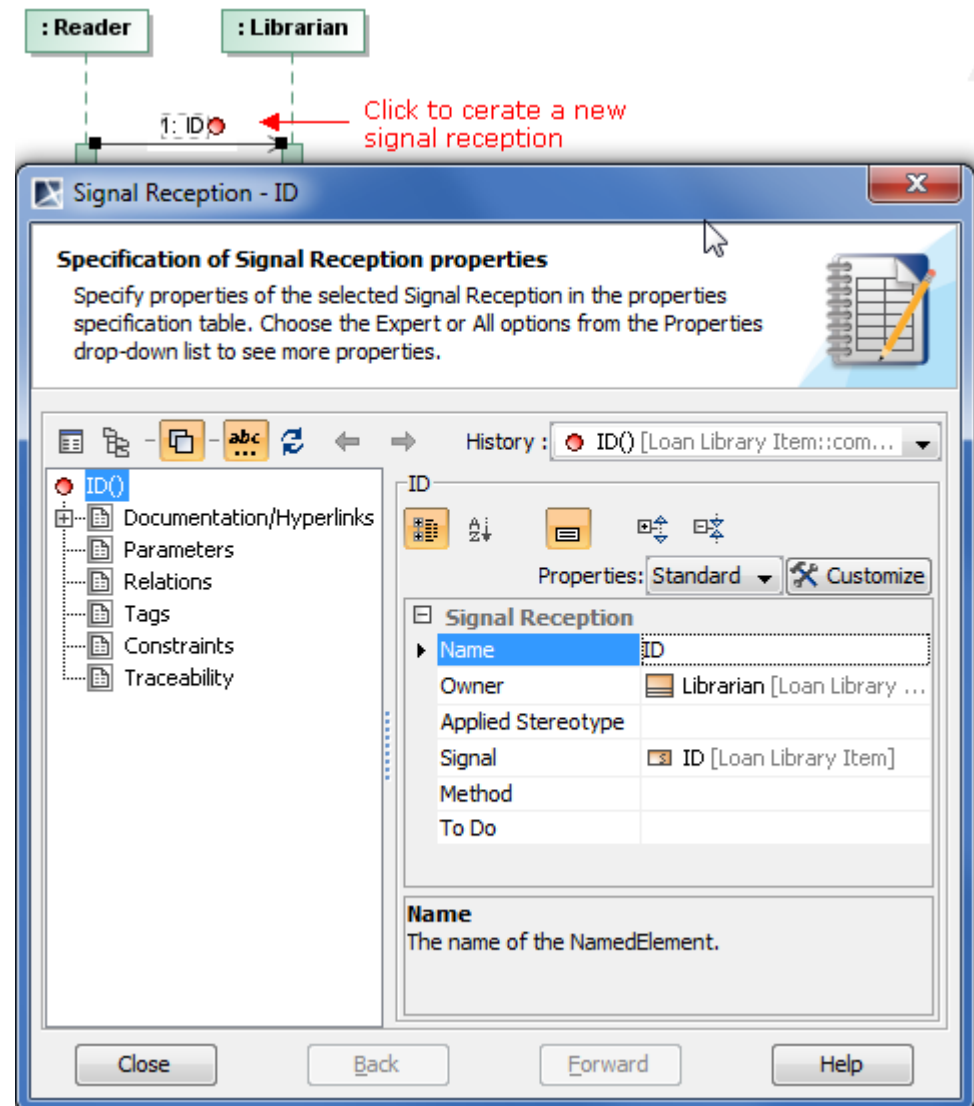 : Reader
: Librarian
1: ID
Click to cerate a new
signal reception
Signal Reception - ID
Specification of Signal Reception properties
Specify properties of the selected Signal Reception in the properties
specification table. Choose the Expert or All options from the Properties
drop-down list to see more properties.
abc
...
History : ID() [Loan Library Item::com...
ID()
Documentation/Hyperlinks
Parameters
Relations
Tags
Constraints
Traceability
ID
A
Z
Properties: Standard Customize
Signal Reception
Name ID
Owner Librarian [Loan Library ...
Applied Stereotype
Signal S ID [Loan Library Item]
Method
To Do
Name
The name of the NamedElement.
Close Back Forward Help